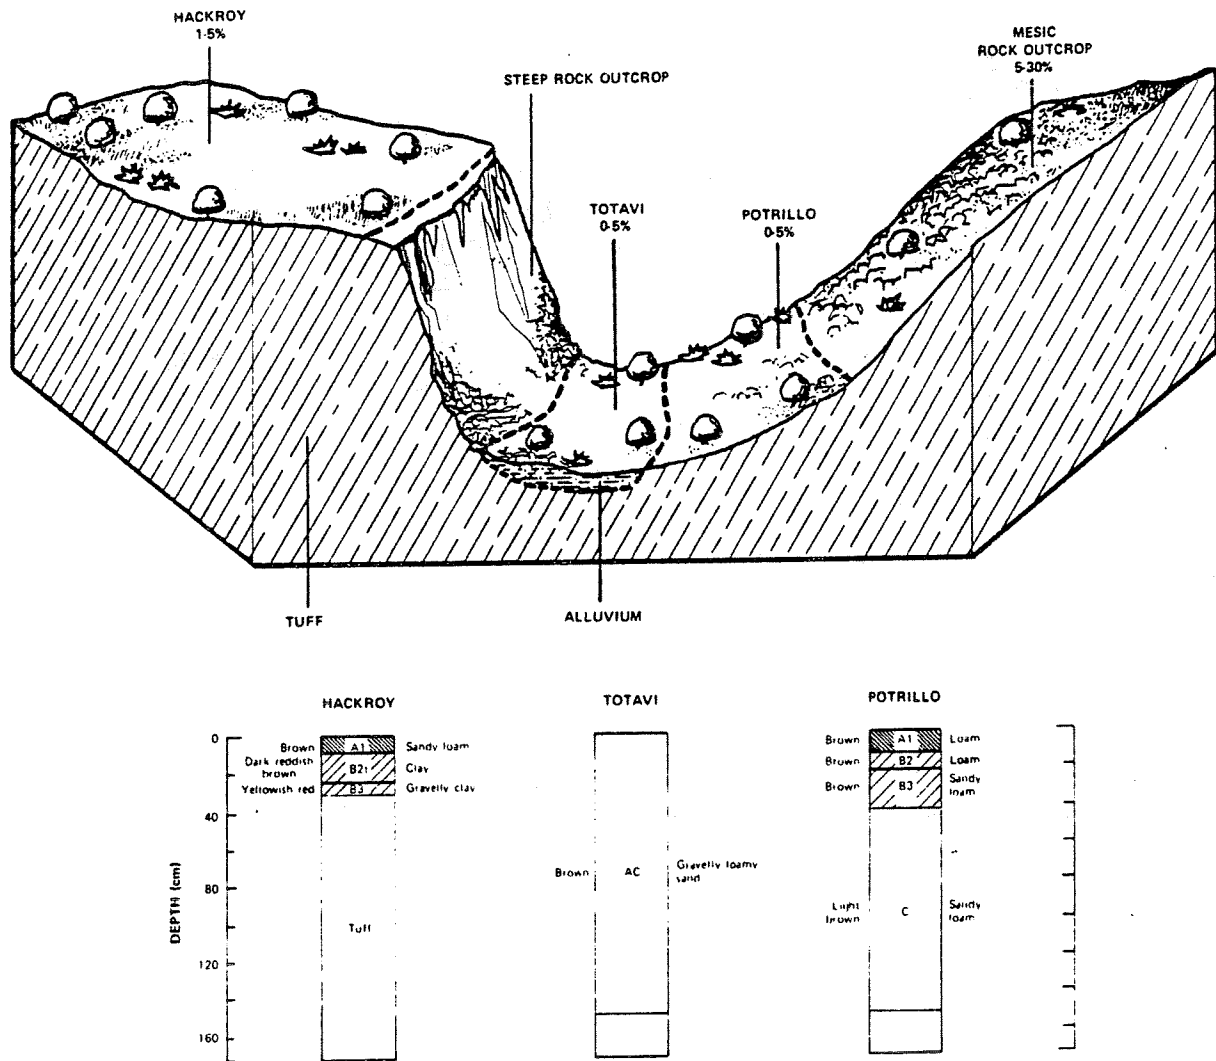 HACKROY
1-5%
STEEP ROCK OUTCROP
MESIC
ROCK OUTCROP
5-30%
TOTAVI
0-5%
POTRILLO
0-5%
TUFF
ALLUVIUM
HACKROY
TOTAVI
POTRILLO
DEPTH (cm)
0
40
80
120
160
Brown
A1
Sandy loam
Dark reddish
brown
B2t
Clay
Yellowish red
B3
Gravelly clay
Tuff
Brown
AC
Gravelly loamy
sand
Brown
A1
Loam
Brown
B2
Loam
Brown
B3
Sandy
loam
Light
brown
C
Sandy
loam